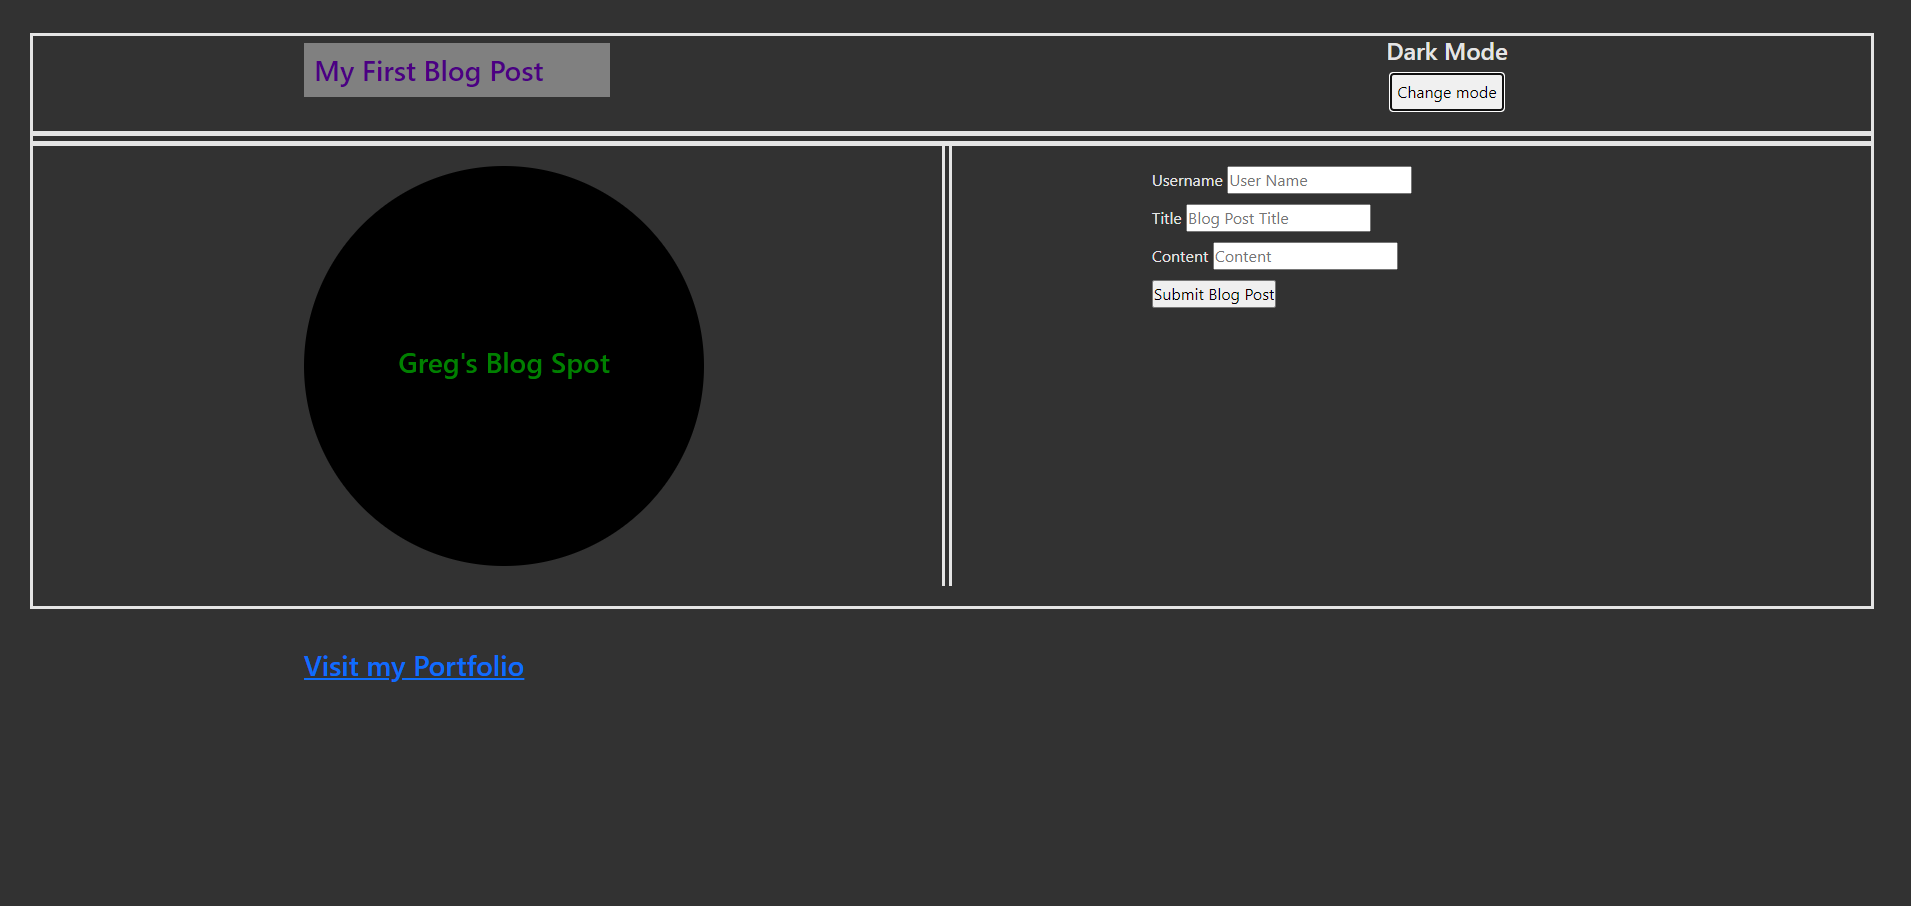 My First Blog Post
Dark Mode
Change mode
Greg's Blog Spot
Username User Name
Title Blog Post Title
Content Content
Submit Blog Post
Visit my Portfolio